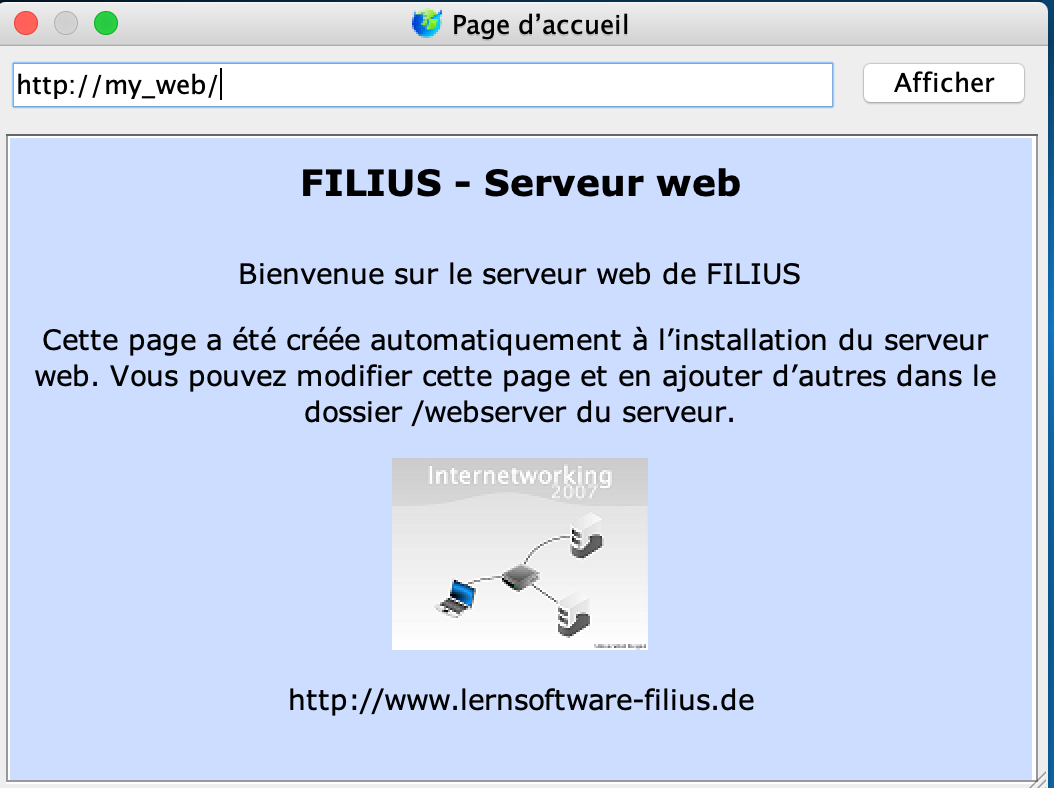 Page d’accueil
http://my_web/
Afficher
FILIUS - Serveur web
Bienvenue sur le serveur web de FILIUS
Cette page a été créée automatiquement à l’installation du serveur
web. Vous pouvez modifier cette page et en ajouter d’autres dans le
dossier /webserver du serveur.
Internetworking
2007
http://www.lernsoftware-filius.de